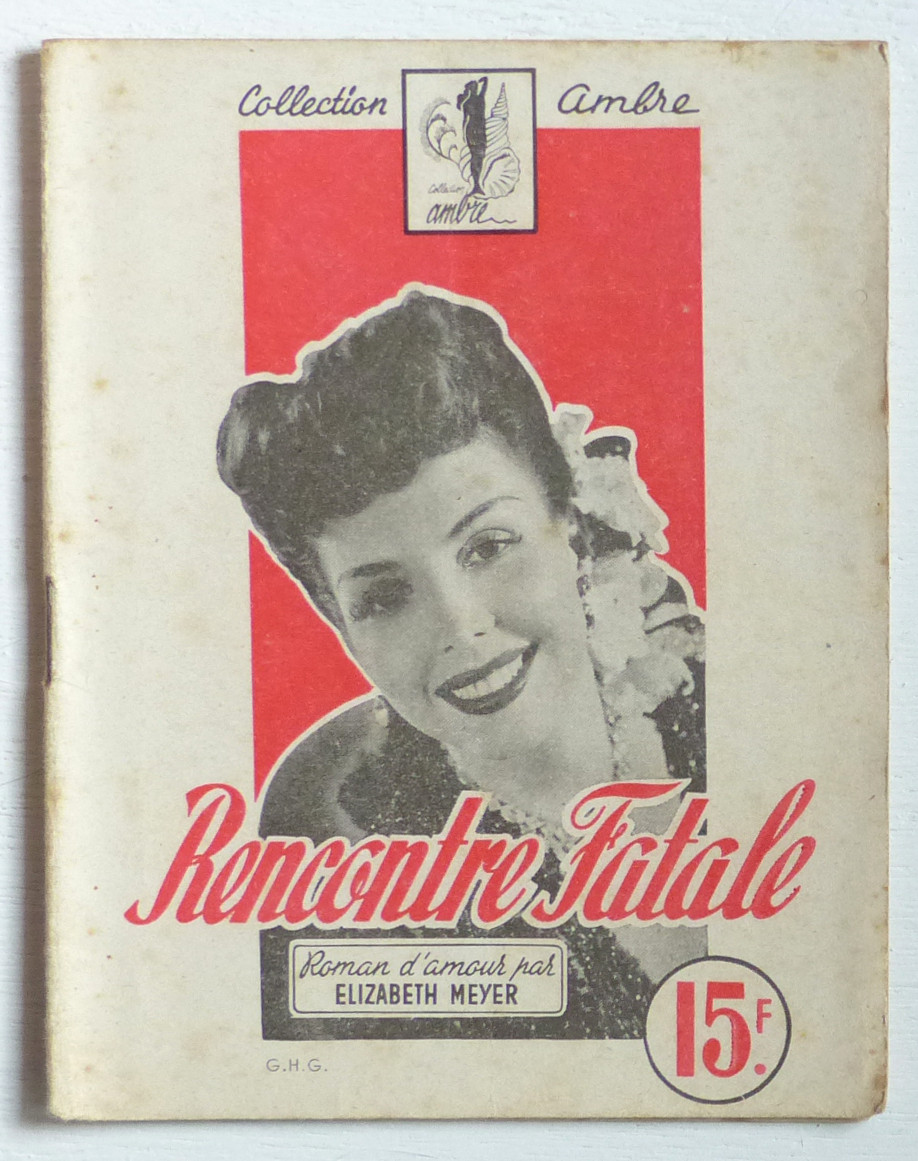 Collection Ambre
Collection
ambre
Rencontre Fatale
Roman d'amour par
ELIZABETH MEYER
15F.
G.H.G.